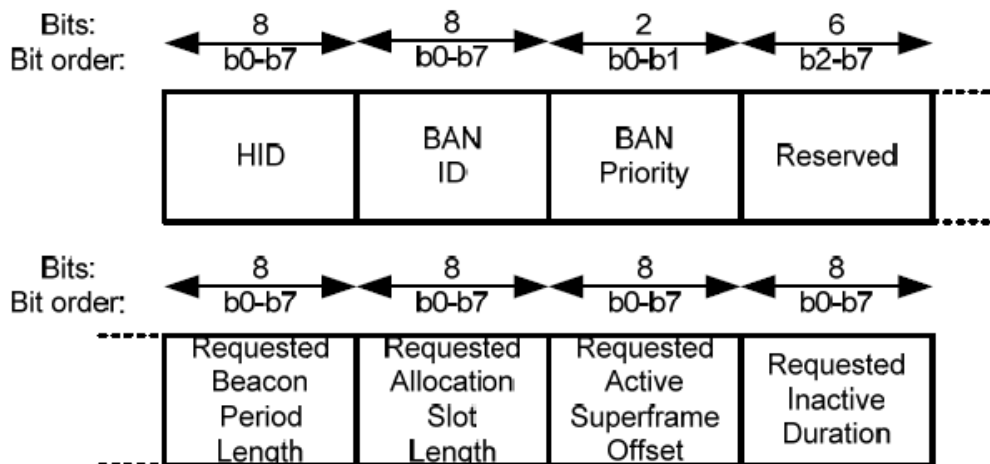 Bits: 8 8 2 6
Bit order: b0-b7 b0-b7 b0-b1 b2-b7
HID
BAN
ID
BAN
Priority
Reserved
Bits: 8 8 8 8
Bit order: b0-b7 b0-b7 b0-b7 b0-b7
Requested
Beacon
Period
Length
Requested
Allocation
Slot
Length
Requested
Active
Superframe
Offset
Requested
Inactive
Duration